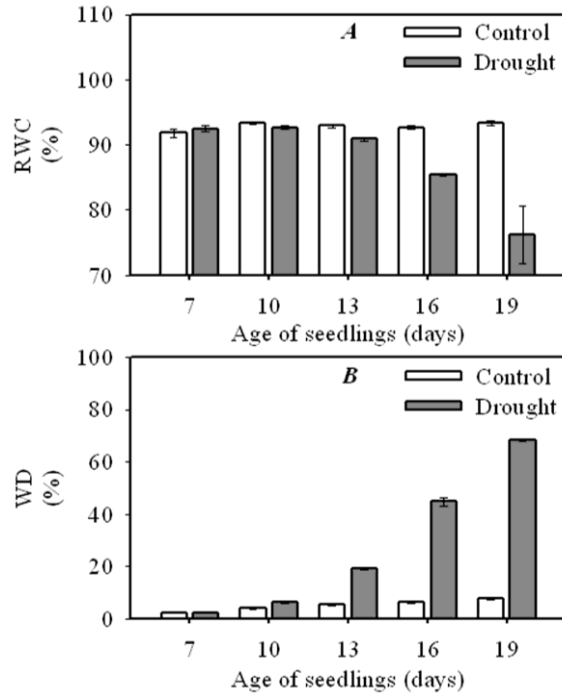 110
A
Control
Drought
100
RWC
(%)
90
80
70
7 10 13 16 19
Age of seedlings (days)
100
B
Control
Drought
80
60
WD
(%)
40
20
0
7 10 13 16 19
Age of seedlings (days)